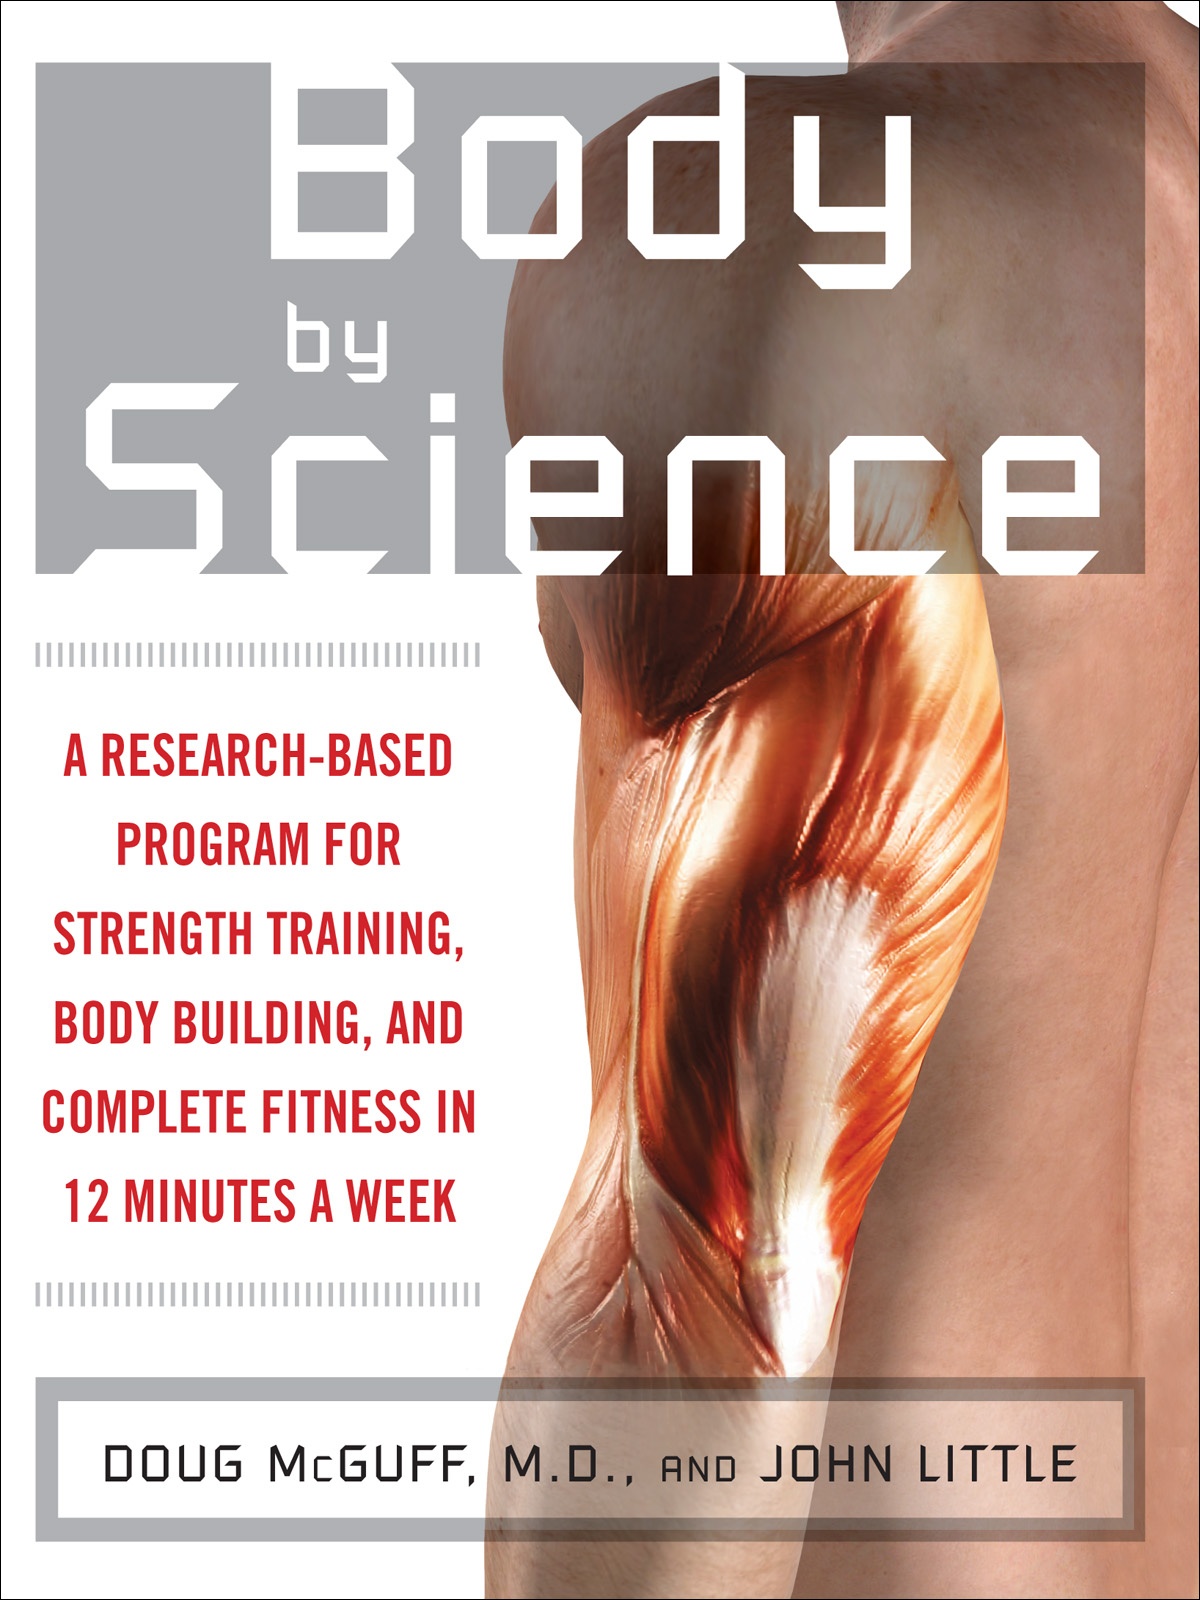 Body
by
Science
A RESEARCH-BASED
PROGRAM FOR
STRENGTH TRAINING,
BODY BUILDING, AND
COMPLETE FITNESS IN
12 MINUTES A WEEK
DOUG McGUFF, M.D., AND JOHN LITTLE